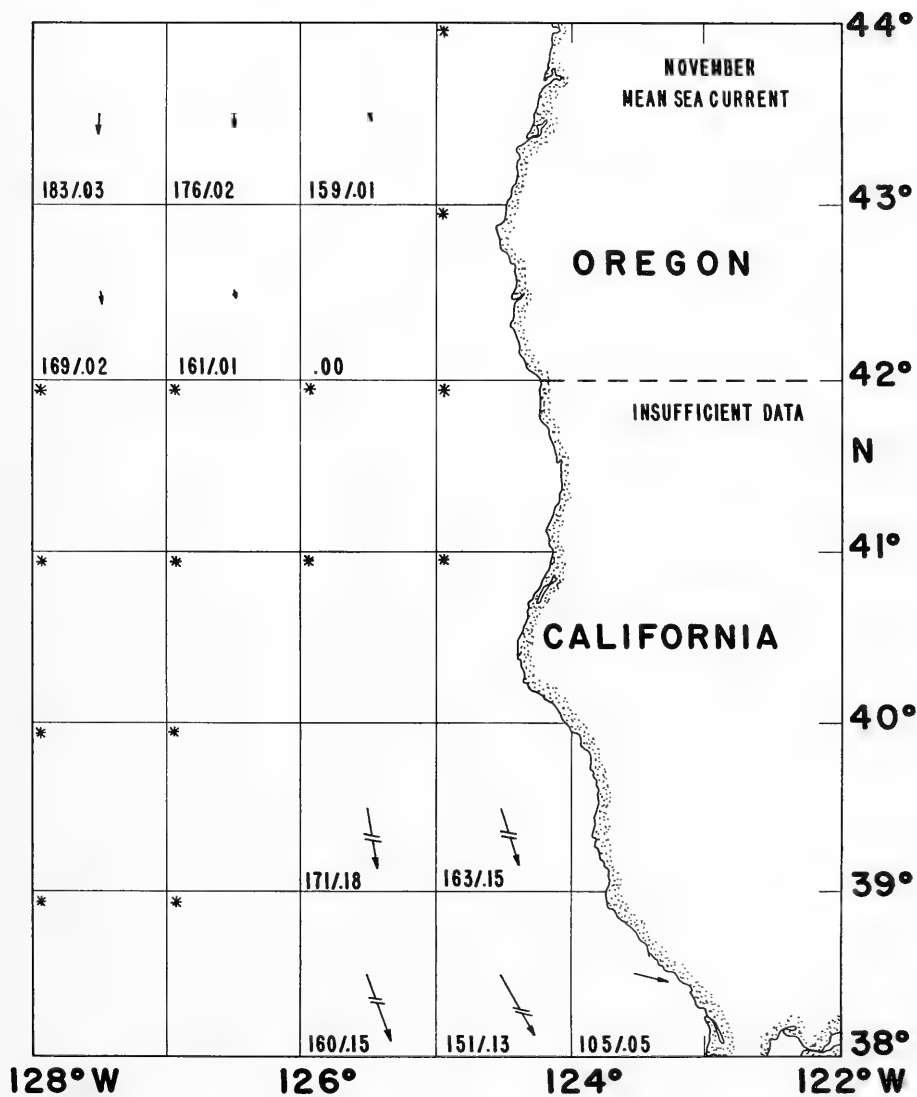 44°
NOVEMBER
MEAN SEA CURRENT
183/.03 176/.02 159/.01
43°
OREGON
169/.02 161/.01 .00
42°
INSUFFICIENT DATA
N
41°
CALIFORNIA
40°
171/.18 163/.15
39°
160/.15 151/.13 105/.05
38°
128°W 126° 124° 122°W